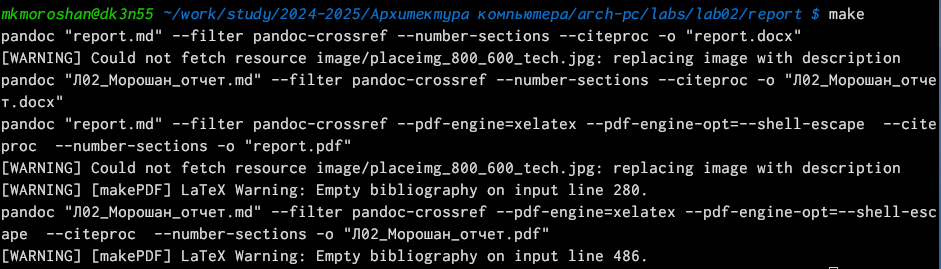 mkmoroshan@dk3n55 ~/work/study/2024-2025/Архитектура компьютера/arch-pc/labs/lab02/report $ make
pandoc "report.md" --filter pandoc-crossref --number-sections --citeproc -o "report.docx"
[WARNING] Could not fetch resource image/placeimg_800_600_tech.jpg: replacing image with description
pandoc "Л02_Морошан_отчет.md" --filter pandoc-crossref --number-sections --citeproc -o "Л02_Морошан_отче
т.docx"
pandoc "report.md" --filter pandoc-crossref --pdf-engine=xelatex --pdf-engine-opt=--shell-escape  --cite
proc  --number-sections -o "report.pdf"
[WARNING] Could not fetch resource image/placeimg_800_600_tech.jpg: replacing image with description
[WARNING] [makePDF] LaTeX Warning: Empty bibliography on input line 280.
pandoc "Л02_Морошан_отчет.md" --filter pandoc-crossref --pdf-engine=xelatex --pdf-engine-opt=--shell-esc
ape  --citeproc  --number-sections -o "Л02_Морошан_отчет.pdf"
[WARNING] [makePDF] LaTeX Warning: Empty bibliography on input line 486.